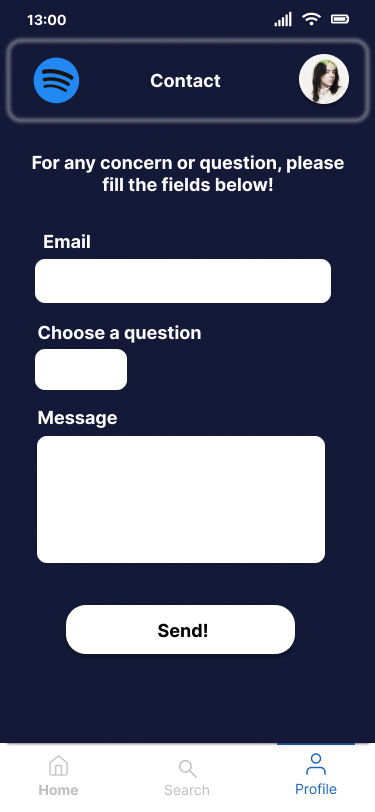 13:00
Contact
For any concern or question, please
fill the fields below!
Email
Choose a question
Message
Send!
Home
Search
Profile